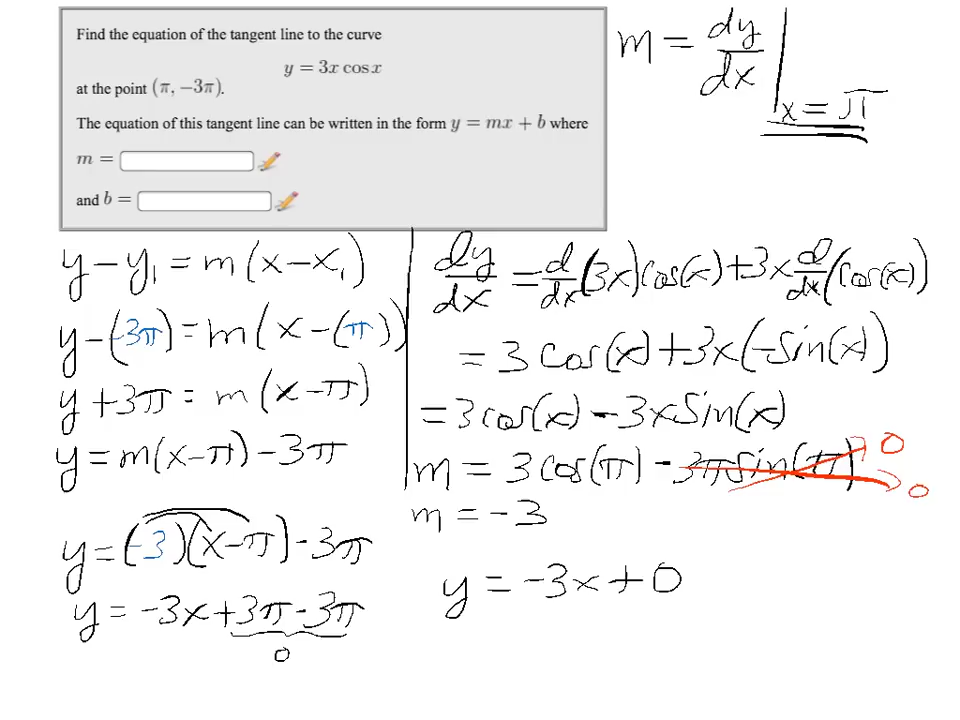 Find the equation of the tangent line to the curve
y = 3x cos x
at the point (π, −3π).
The equation of this tangent line can be written in the form y = mx + b where
m =
and b =
m = dy/dx | x = π
y − y₁ = m(x − x₁)
y − (−3π) = m(x − (π))
y + 3π = m(x − π)
y = m(x − π) − 3π
y = (−3)(x − π) − 3π
y = −3x + 3π − 3π
0
dy/dx = d/dx (3x) cos(x) + 3x d/dx (cos(x))
= 3 cos(x) + 3x(−sin(x))
= 3 cos(x) − 3x sin(x)
m = 3 cos(π) − 3π sin(π) 0
0
m = −3
y = −3x + 0